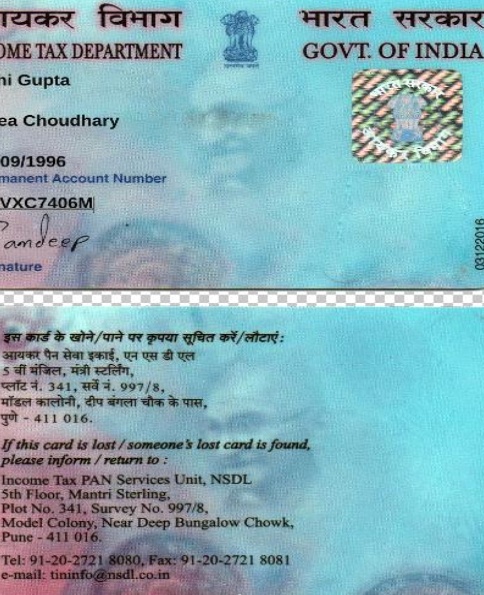 यकर विभाग
भारत सरकार
OME TAX DEPARTMENT
GOVT. OF INDIA
hi Gupta
ea Choudhary
09/1996
manent Account Number
VXC7406M
Sandeep
nature
03122016
इस कार्ड के खोने/पाने पर कृपया सूचित करें/लौटाएं :
आयकर पैन सेवा इकाई, एन एस डी एल
5 वीं मंजिल, मंत्री स्टर्लिंग,
प्लॉट नं. 341, सर्वे नं. 997/8,
मॉडल कालोनी, दीप बंगला चौक के पास,
पुणे - 411 016.
If this card is lost / someone's lost card is found,
please inform / return to :
Income Tax PAN Services Unit, NSDL
5th Floor, Mantri Sterling,
Plot No. 341, Survey No. 997/8,
Model Colony, Near Deep Bungalow Chowk,
Pune - 411 016.
Tel: 91-20-2721 8080, Fax: 91-20-2721 8081
e-mail: tininfo@nsdl.co.in